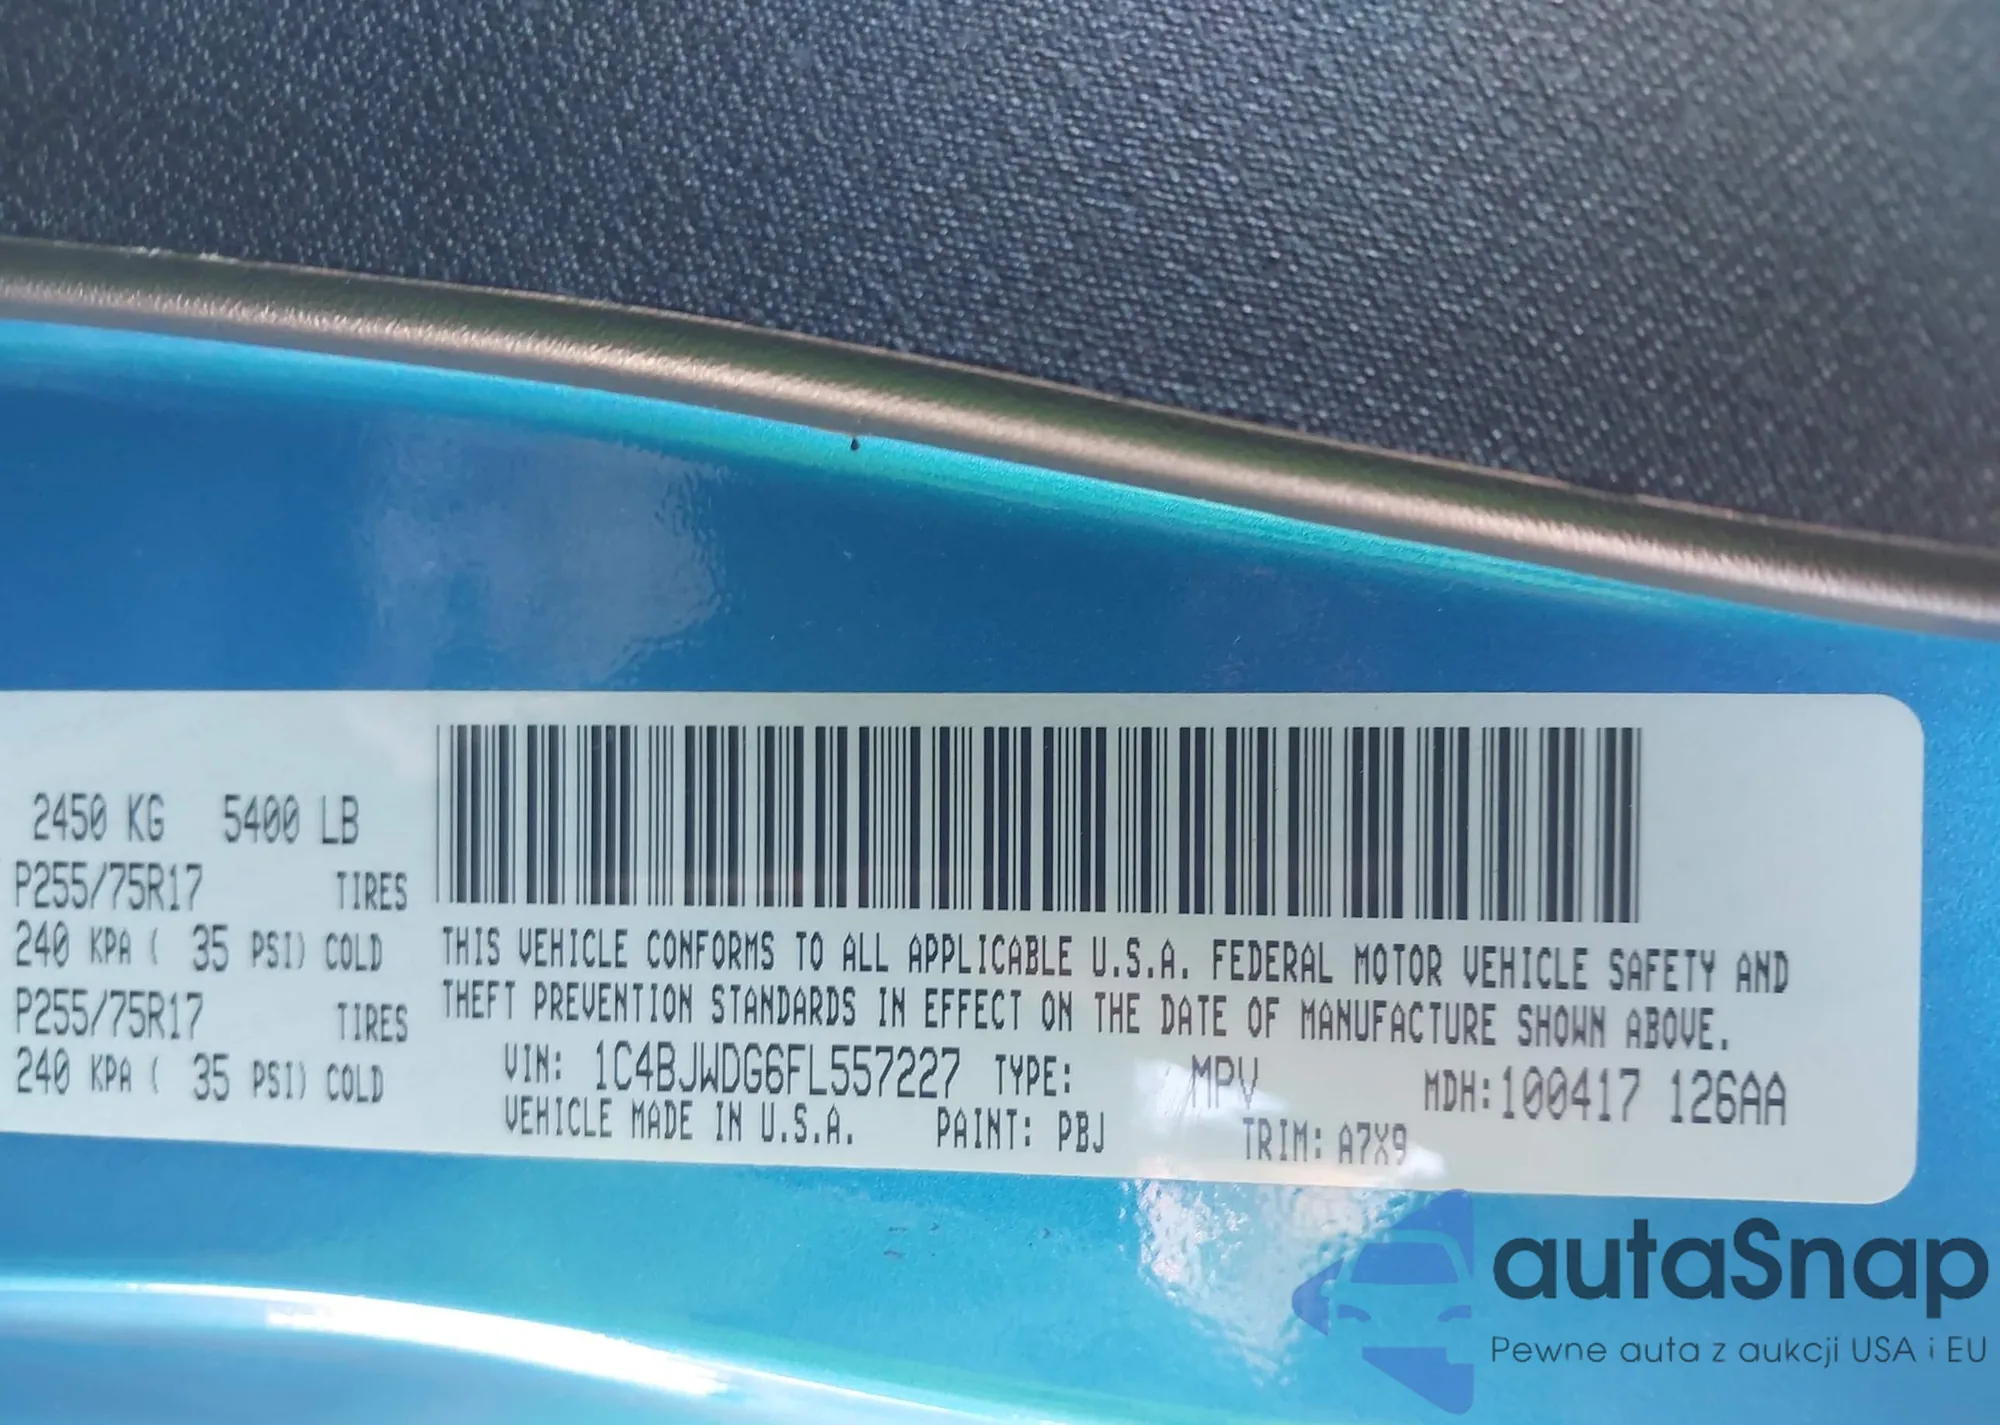 2450 KG 5400 LB
P255/75R17 TIRES
240 KPA ( 35 PSI) COLD
P255/75R17 TIRES
240 KPA ( 35 PSI) COLD
THIS VEHICLE CONFORMS TO ALL APPLICABLE U.S.A. FEDERAL MOTOR VEHICLE SAFETY AND
THEFT PREVENTION STANDARDS IN EFFECT ON THE DATE OF MANUFACTURE SHOWN ABOVE.
VIN: 1C4BJWDG6FL557227 TYPE: MPV MDH:100417 126AA
VEHICLE MADE IN U.S.A. PAINT: PBJ TRIM: A7X9
autaSnap
Pewne auta z aukcji USA i EU